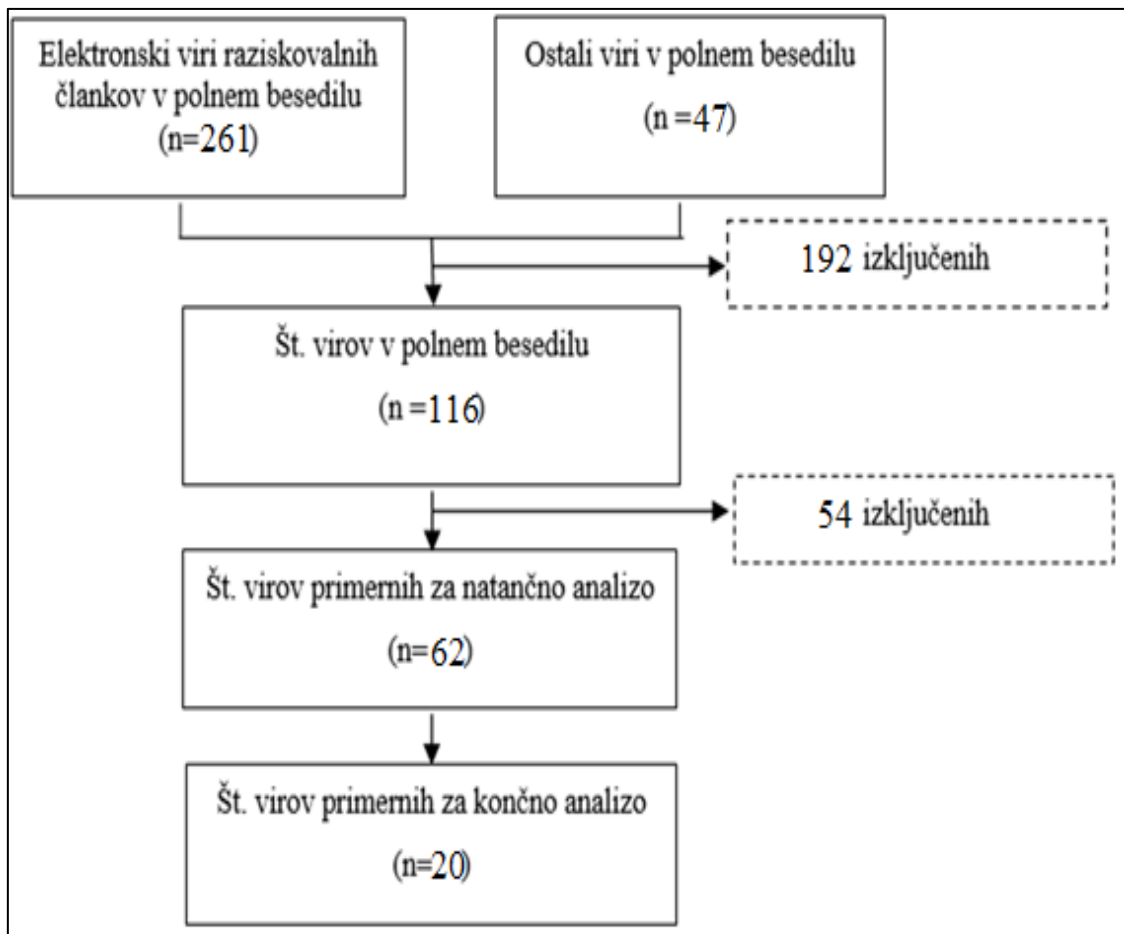 Elektronski viri raziskovalnih
člankov v polnem besedilu
(n=261)
Ostali viri v polnem besedilu
(n =47)
192 izključenih
Št. virov v polnem besedilu
(n =116)
54 izključenih
Št. virov primernih za natančno analizo
(n=62)
Št. virov primernih za končno analizo
(n=20)